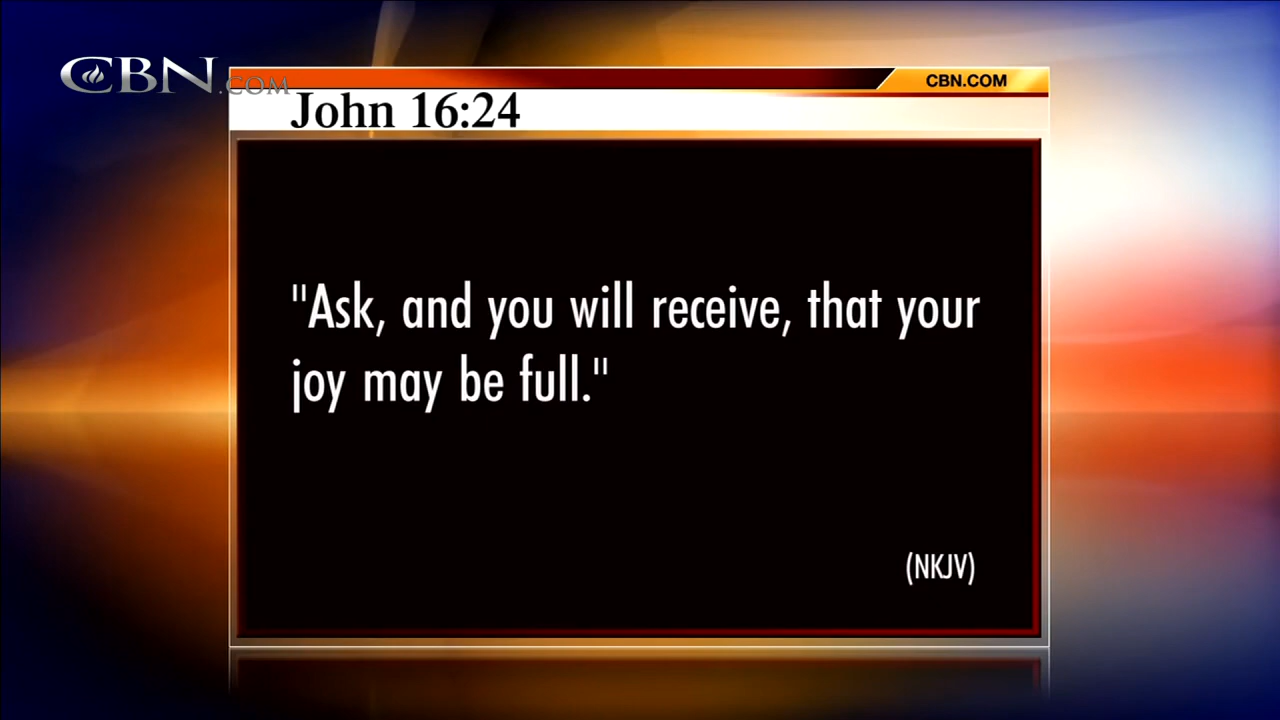 CBN.COM
CBN.COM
John 16:24
"Ask, and you will receive, that your
joy may be full."
(NKJV)